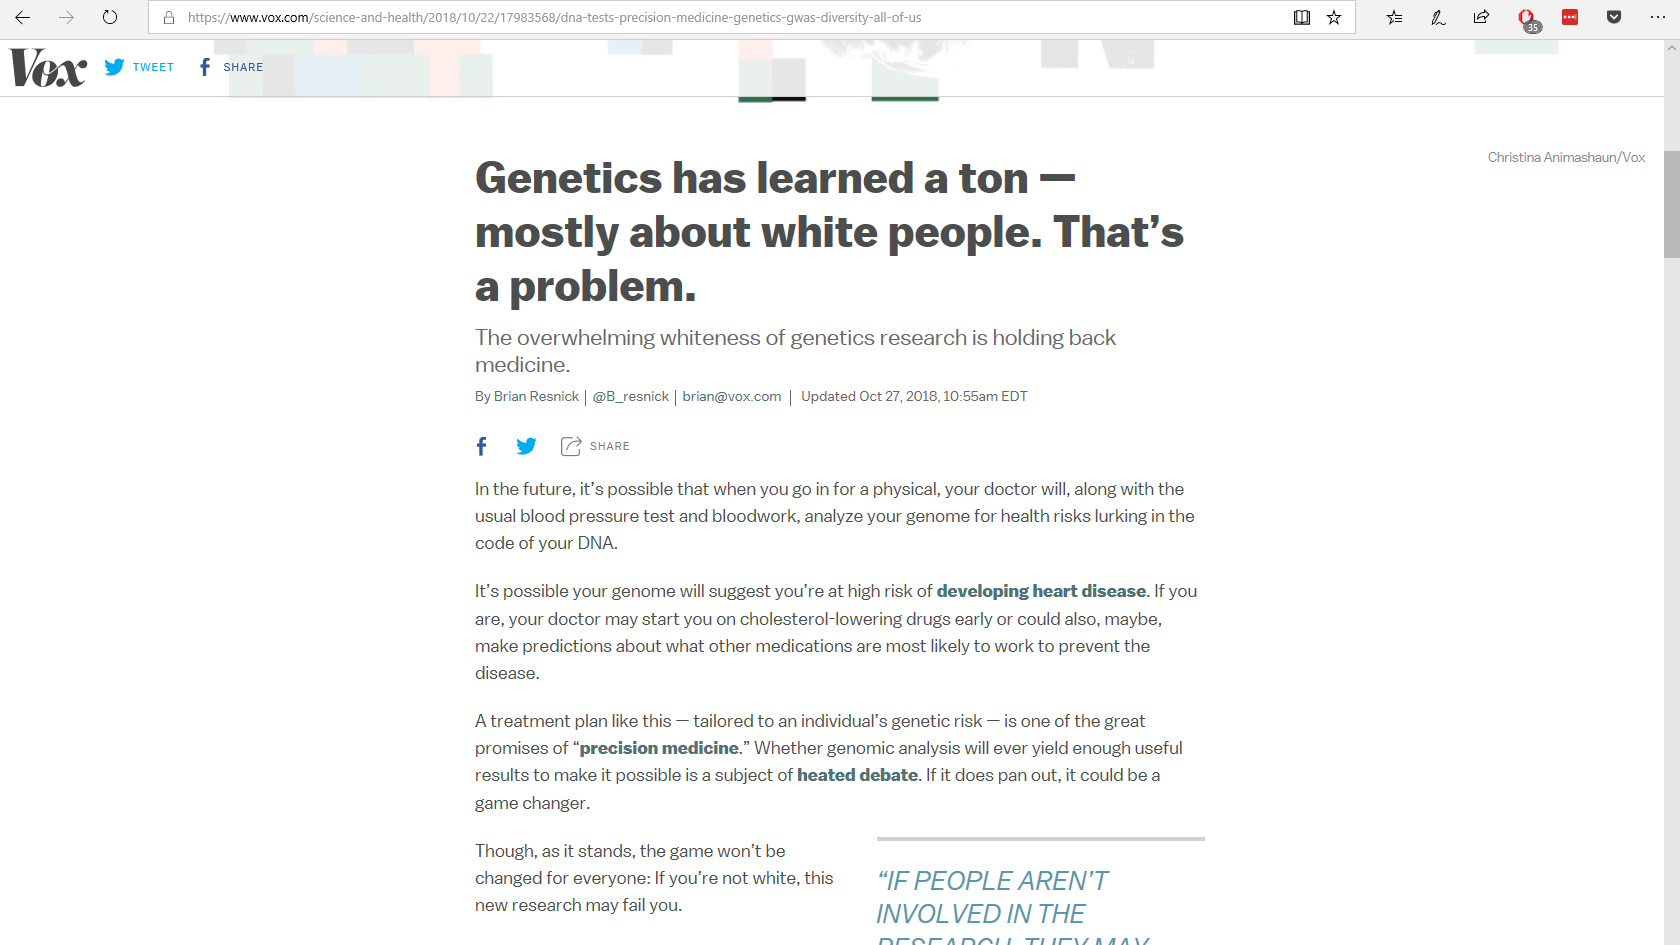 https://www.vox.com/science-and-health/2018/10/22/17983568/dna-tests-precision-medicine-genetics-gwas-diversity-all-of-us
35
Vox
TWEET
SHARE
Christina Animashaun/Vox
Genetics has learned a ton —
mostly about white people. That’s
a problem.
The overwhelming whiteness of genetics research is holding back
medicine.
By Brian Resnick | @B_resnick | brian@vox.com | Updated Oct 27, 2018, 10:55am EDT
SHARE
In the future, it’s possible that when you go in for a physical, your doctor will, along with the
usual blood pressure test and bloodwork, analyze your genome for health risks lurking in the
code of your DNA.
It’s possible your genome will suggest you’re at high risk of developing heart disease. If you
are, your doctor may start you on cholesterol-lowering drugs early or could also, maybe,
make predictions about what other medications are most likely to work to prevent the
disease.
A treatment plan like this — tailored to an individual’s genetic risk — is one of the great
promises of “precision medicine.” Whether genomic analysis will ever yield enough useful
results to make it possible is a subject of heated debate. If it does pan out, it could be a
game changer.
Though, as it stands, the game won’t be
changed for everyone: If you’re not white, this
new research may fail you.
“IF PEOPLE AREN’T
INVOLVED IN THE
RESEARCH, THEY MAY